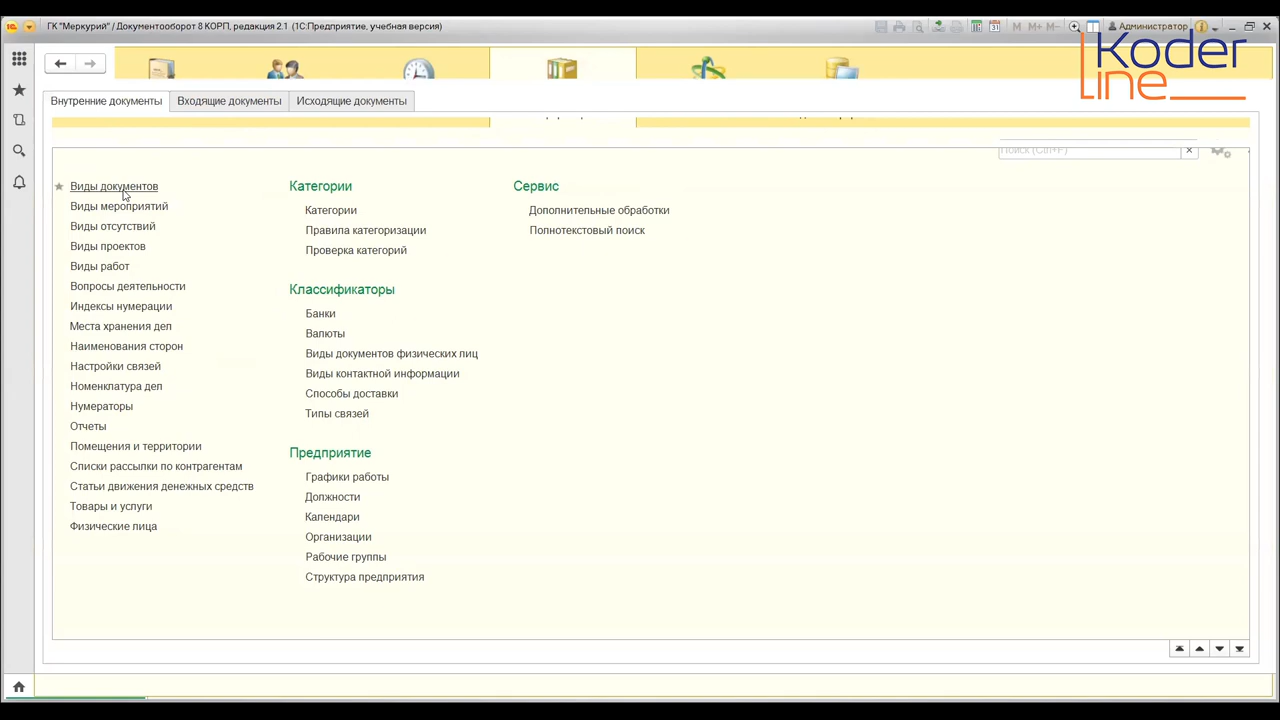 ГК "Меркурий" / Документооборот 8 КОРП, редакция 2.1 (1С:Предприятие, учебная версия)
M M+ M-
Администратор
Koder
line
Внутренние документы
Входящие документы
Исходящие документы
Поиск (Ctrl+F)
Виды документов
Виды мероприятий
Виды отсутствий
Виды проектов
Виды работ
Вопросы деятельности
Индексы нумерации
Места хранения дел
Наименования сторон
Настройки связей
Номенклатура дел
Нумераторы
Отчеты
Помещения и территории
Списки рассылки по контрагентам
Статьи движения денежных средств
Товары и услуги
Физические лица
Категории
Категории
Правила категоризации
Проверка категорий
Классификаторы
Банки
Валюты
Виды документов физических лиц
Виды контактной информации
Способы доставки
Типы связей
Предприятие
Графики работы
Должности
Календари
Организации
Рабочие группы
Структура предприятия
Сервис
Дополнительные обработки
Полнотекстовый поиск